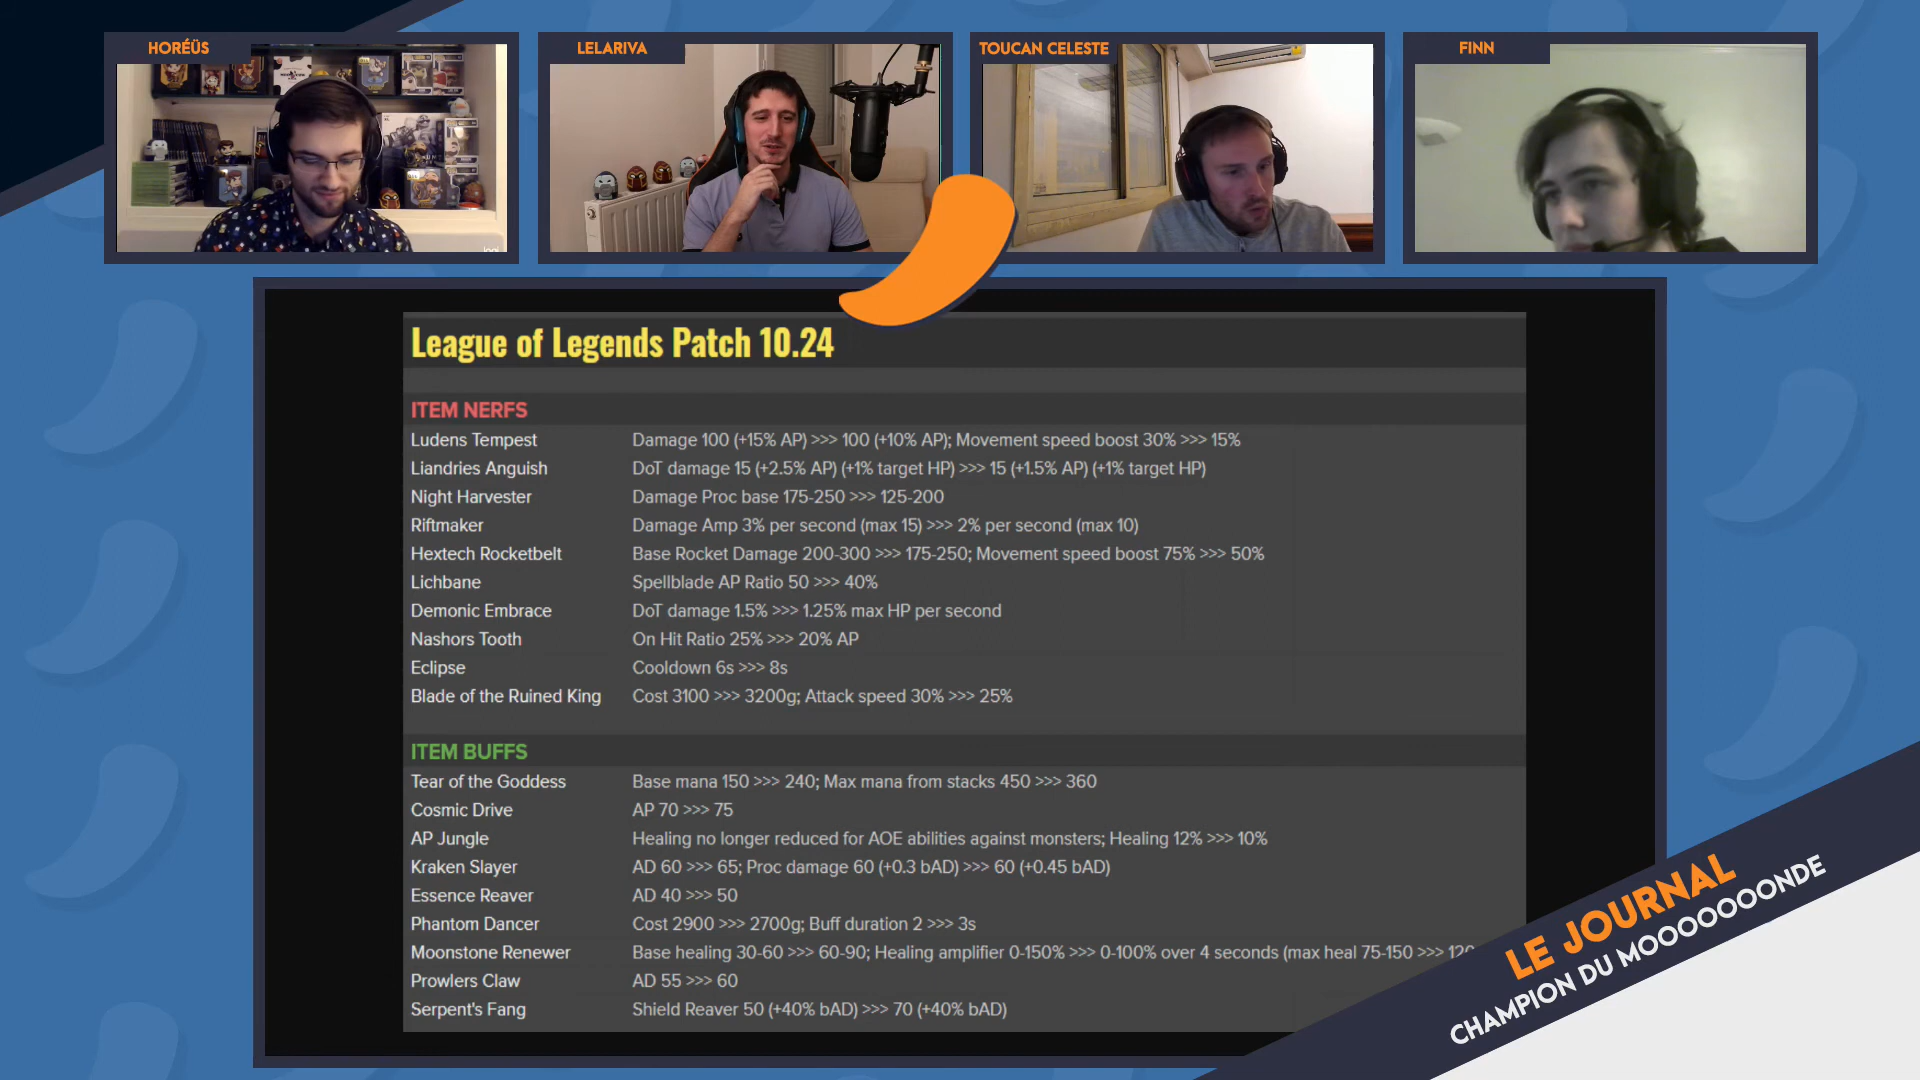 HORÉÜS
LELARIVA
TOUCAN CELESTE
FINN
League of Legends Patch 10.24
ITEM NERFS
Ludens Tempest Damage 100 (+15% AP) >>> 100 (+10% AP); Movement speed boost 30% >>> 15%
Liandries Anguish DoT damage 15 (+2.5% AP) (+1% target HP) >>> 15 (+1.5% AP) (+1% target HP)
Night Harvester Damage Proc base 175-250 >>> 125-200
Riftmaker Damage Amp 3% per second (max 15) >>> 2% per second (max 10)
Hextech Rocketbelt Base Rocket Damage 200-300 >>> 175-250; Movement speed boost 75% >>> 50%
Lichbane Spellblade AP Ratio 50 >>> 40%
Demonic Embrace DoT damage 1.5% >>> 1.25% max HP per second
Nashors Tooth On Hit Ratio 25% >>> 20% AP
Eclipse Cooldown 6s >>> 8s
Blade of the Ruined King Cost 3100 >>> 3200g; Attack speed 30% >>> 25%
ITEM BUFFS
Tear of the Goddess Base mana 150 >>> 240; Max mana from stacks 450 >>> 360
Cosmic Drive AP 70 >>> 75
AP Jungle Healing no longer reduced for AOE abilities against monsters; Healing 12% >>> 10%
Kraken Slayer AD 60 >>> 65; Proc damage 60 (+0.3 bAD) >>> 60 (+0.45 bAD)
Essence Reaver AD 40 >>> 50
Phantom Dancer Cost 2900 >>> 2700g; Buff duration 2 >>> 3s
Moonstone Renewer Base healing 30-60 >>> 60-90; Healing amplifier 0-150% >>> 0-100% over 4 seconds (max heal 75-150 >>> 120
Prowlers Claw AD 55 >>> 60
Serpent's Fang Shield Reaver 50 (+40% bAD) >>> 70 (+40% bAD)
LE JOURNAL
CHAMPION DU MOOOOOOONDE